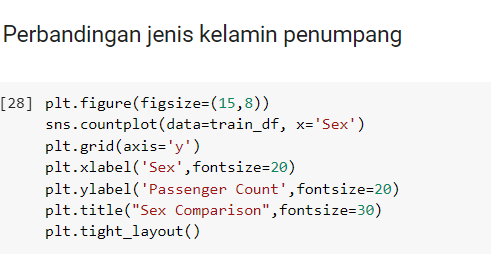 Perbandingan jenis kelamin penumpang
[28] plt.figure(figsize=(15,8))
sns.countplot(data=train_df, x='Sex')
plt.grid(axis='y')
plt.xlabel('Sex',fontsize=20)
plt.ylabel('Passenger Count',fontsize=20)
plt.title("Sex Comparison",fontsize=30)
plt.tight_layout()